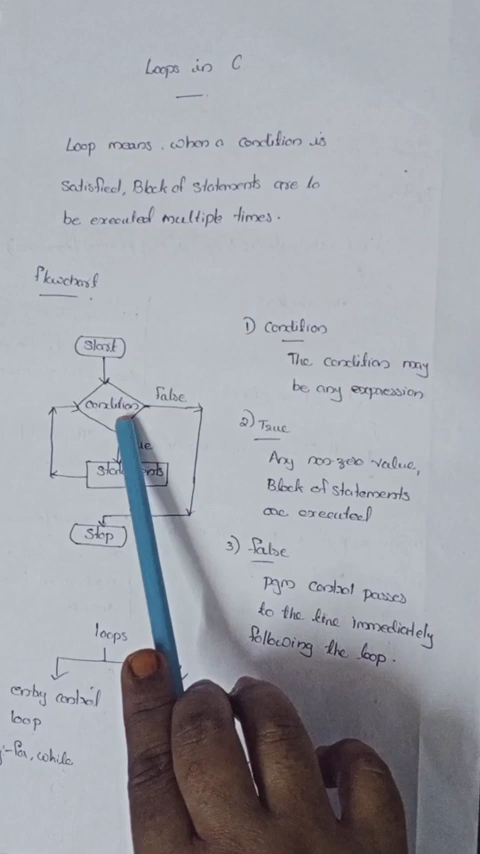 Loops in C
Loop means, when a condition is
satisfied, Block of statements are to
be executed multiple times.
flowchart
Start
condition
False
Stop
1) Condition
The condition may
be any expression
2) True
Any non-zero value,
Block of statements
are executed
3) false
pgm control passes
to the line immediately
following the loop.
loops
entry control
loop
for, while